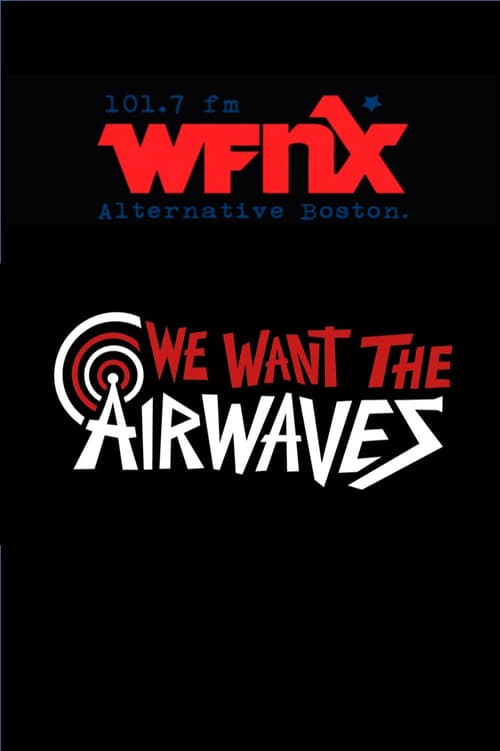 101.7 fm
WFNX
Alternative Boston.
WE WANT THE
AIRWAVES